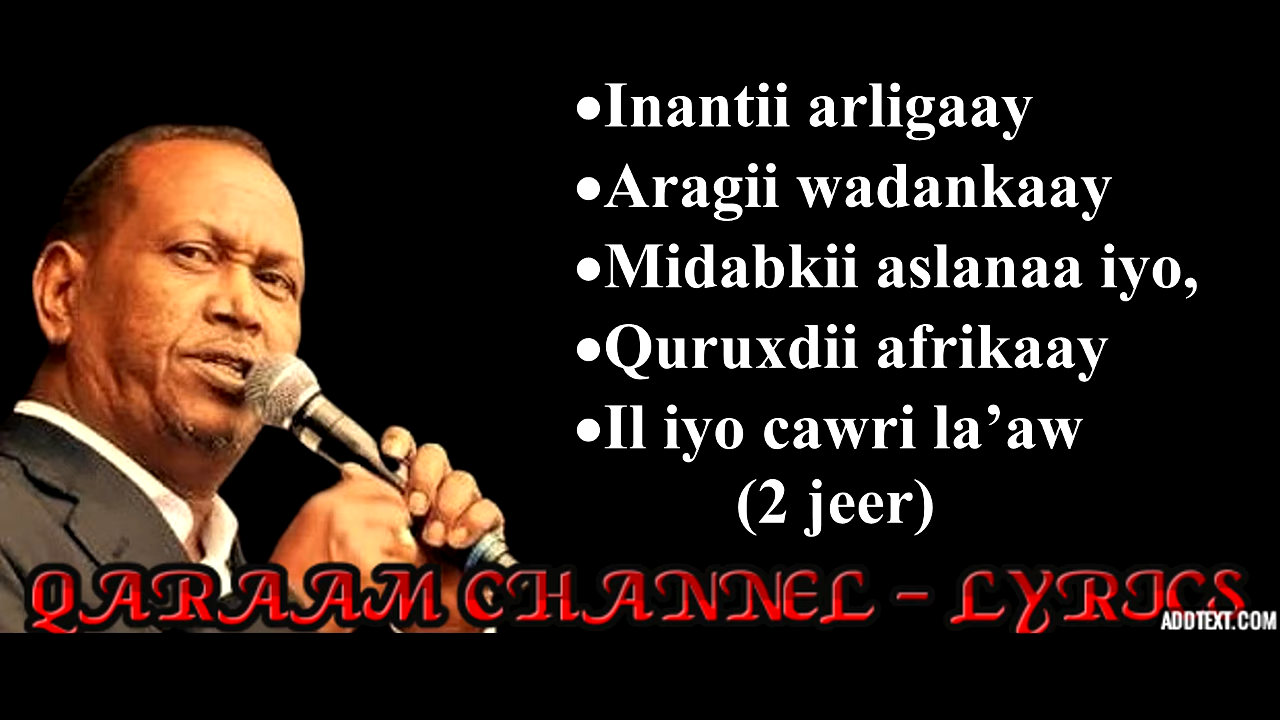 •Inantii arligaay
•Aragii wadankaay
•Midabkii aslanaa iyo,
•Quruxdii afrikaay
•Il iyo cawri la’aw
(2 jeer)
QARAAM CHANNEL – LYRICS
ADDTEXT.COM